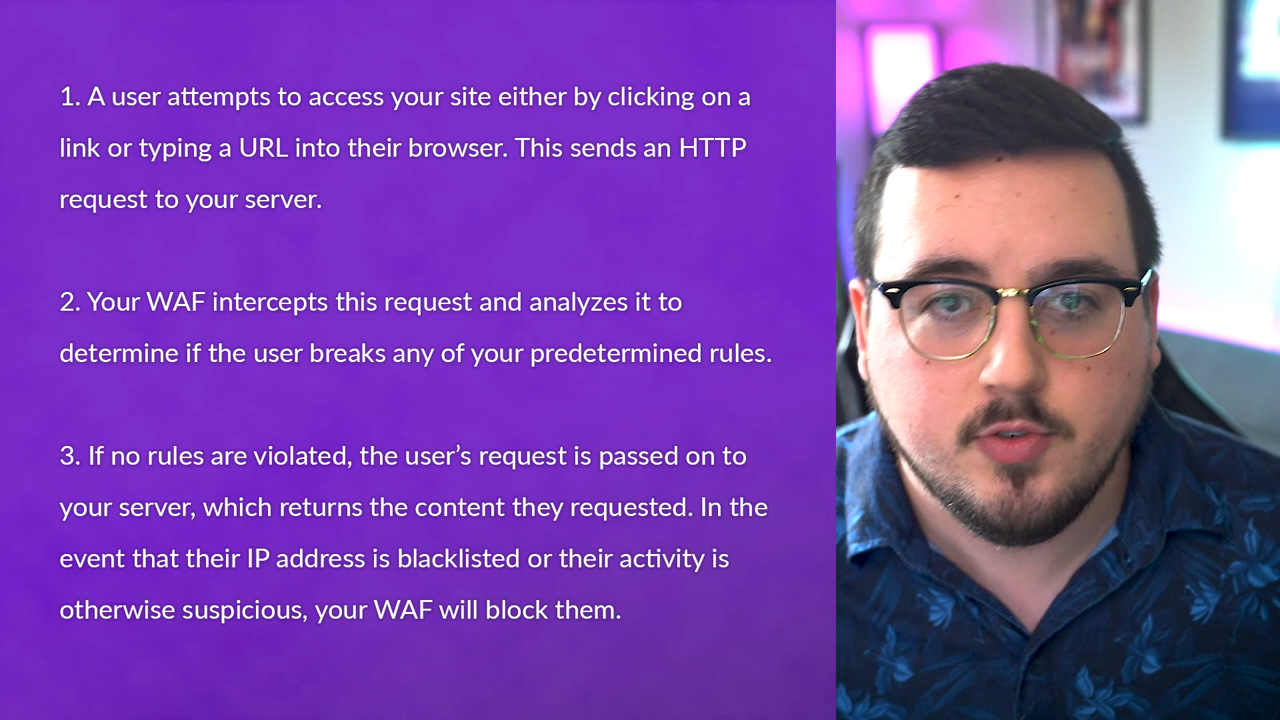 1. A user attempts to access your site either by clicking on a
link or typing a URL into their browser. This sends an HTTP
request to your server.
2. Your WAF intercepts this request and analyzes it to
determine if the user breaks any of your predetermined rules.
3. If no rules are violated, the user’s request is passed on to
your server, which returns the content they requested. In the
event that their IP address is blacklisted or their activity is
otherwise suspicious, your WAF will block them.